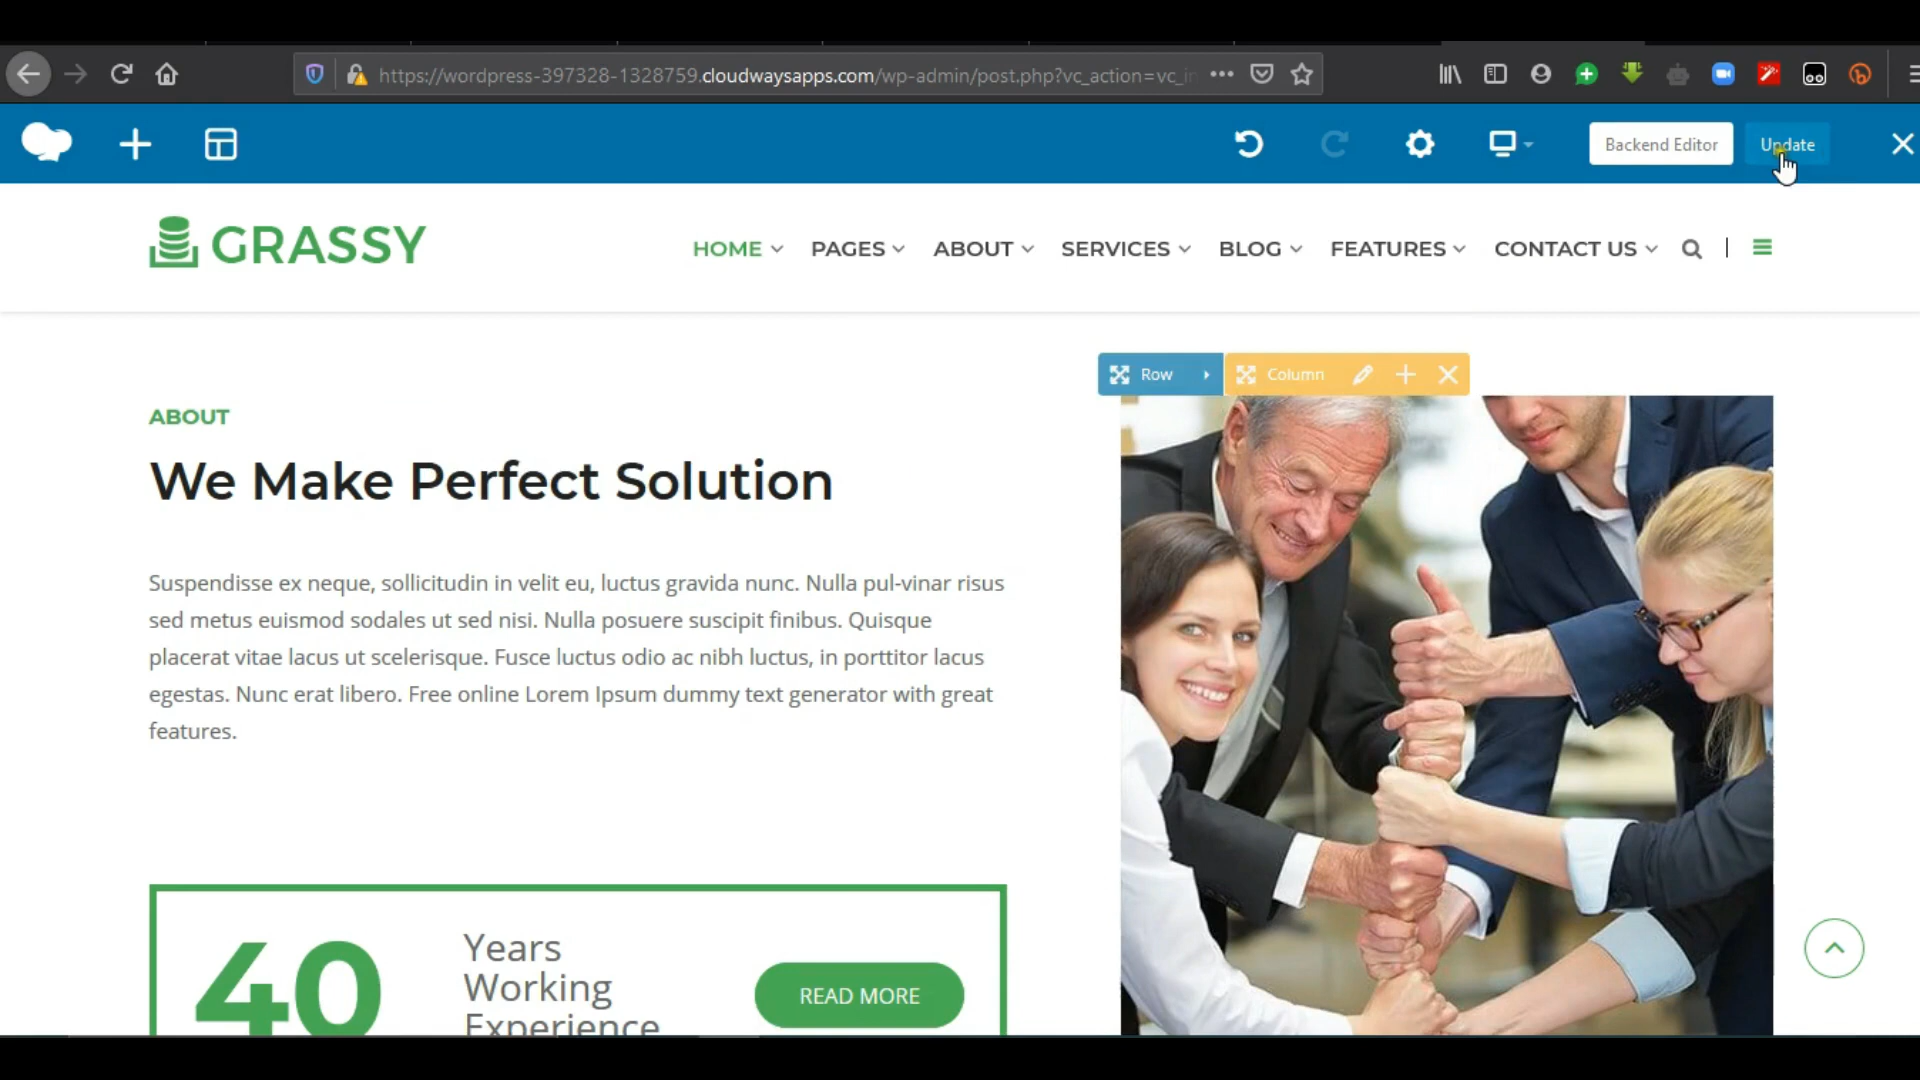 https://wordpress-397328-1328759.cloudwaysapps.com/wp-admin/post.php?vc_action=vc_i
Backend Editor
Update
GRASSY
HOME PAGES ABOUT SERVICES BLOG FEATURES CONTACT US
Row
Column
ABOUT
We Make Perfect Solution
Suspendisse ex neque, sollicitudin in velit eu, luctus gravida nunc. Nulla pul-vinar risus
sed metus euismod sodales ut sed nisi. Nulla posuere suscipit finibus. Quisque
placerat vitae lacus ut scelerisque. Fusce luctus odio ac nibh luctus, in porttitor lacus
egestas. Nunc erat libero. Free online Lorem Ipsum dummy text generator with great
features.
40
Years
Working
Experience
READ MORE